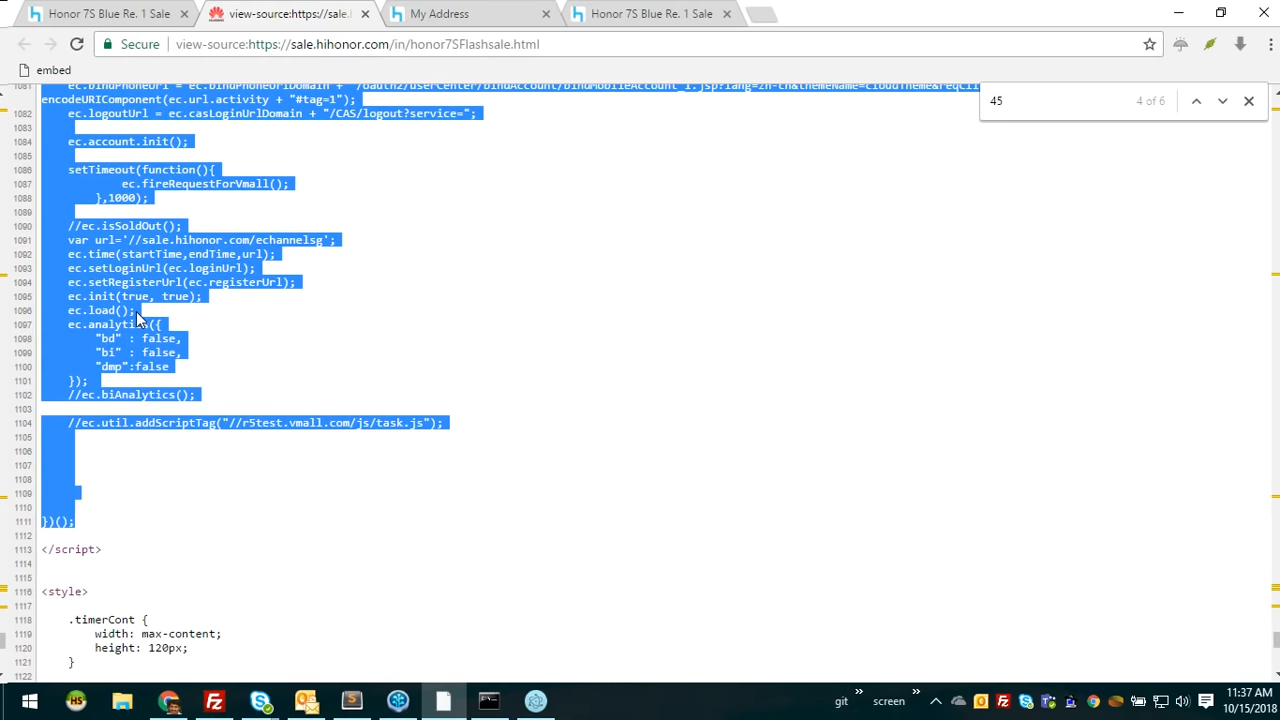 Honor 7S Blue Re. 1 Sale
view-source:https://sale.
My Address
Honor 7S Blue Re. 1 Sale
Secure
view-source:https://sale.hihonor.com/in/honor7SFlashsale.html
embed
45
4 of 6
1081
encodeURIComponent(ec.url.activity + "#tag=1");
1082 ec.logoutUrl = ec.casLoginUrlDomain + "/CAS/logout?service=";
1083
1084 ec.account.init();
1085
1086 setTimeout(function(){
1087 ec.fireRequestForVmall();
1088 },1000);
1089
1090 //ec.isSoldOut();
1091 var url='//sale.hihonor.com/echannelsg';
1092 ec.time(startTime,endTime,url);
1093 ec.setLoginUrl(ec.loginUrl);
1094 ec.setRegisterUrl(ec.registerUrl);
1095 ec.init(true, true);
1096 ec.load();
1097 ec.analytics({
1098 "bd" : false,
1099 "bi" : false,
1100 "dmp":false
1101 });
1102 //ec.biAnalytics();
1103
1104 //ec.util.addScriptTag("//r5test.vmall.com/js/task.js");
1105
1106
1107
1108
1109
1110
1111 })();
1112
1113 </script>
1114
1115
1116 <style>
1117
1118 .timerCont {
1119 width: max-content;
1120 height: 120px;
1121 }
1122
git
screen
11:37 AM
10/15/2018